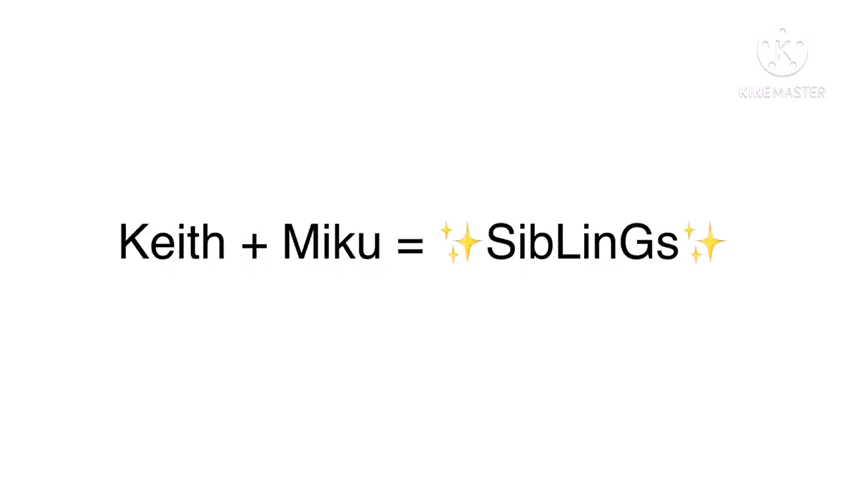 KINEMASTER
Keith + Miku = ✨SibLinGs✨